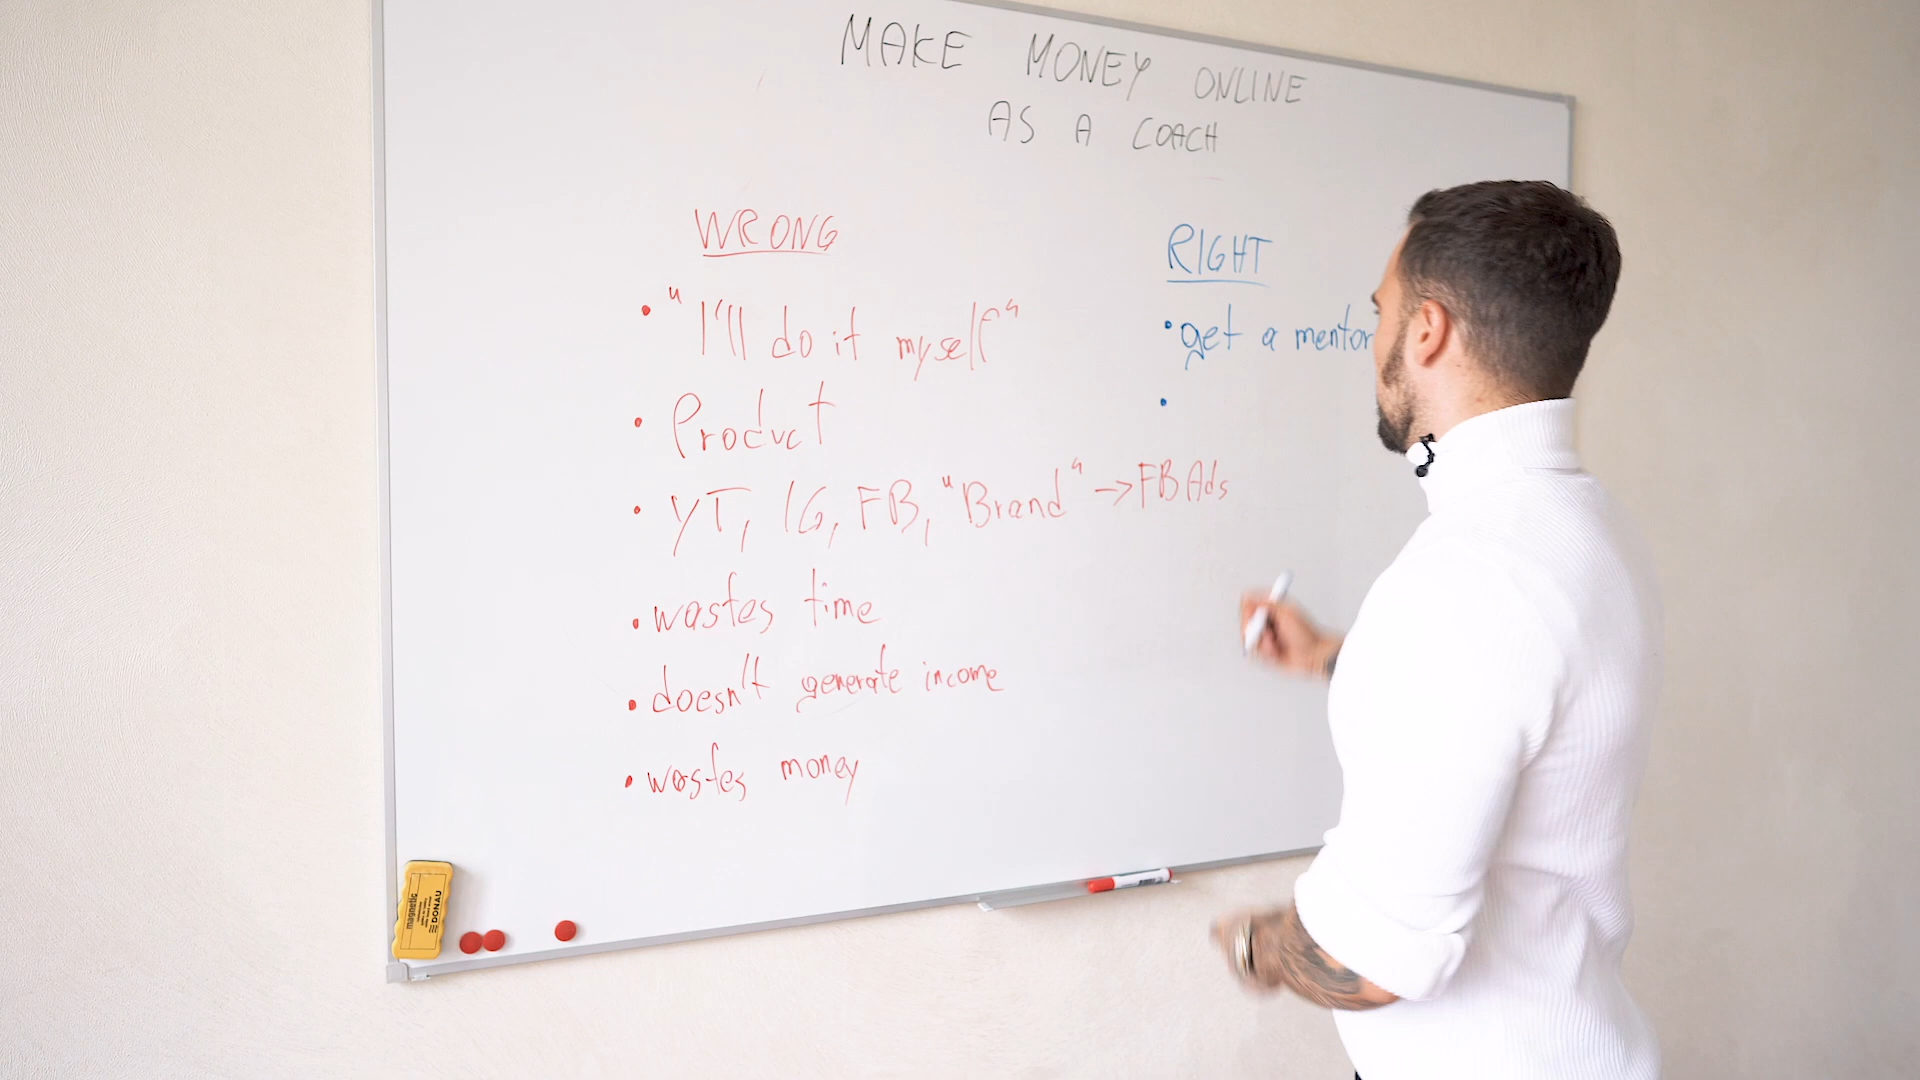 MAKE MONEY ONLINE
AS A COACH
WRONG
• "I'll do it myself"
• Product
• YT, IG, FB, "Brand" → FB Ads
• wastes time
• doesn't generate income
• wastes money
RIGHT
• get a mentor
•
magnetic
DONAU